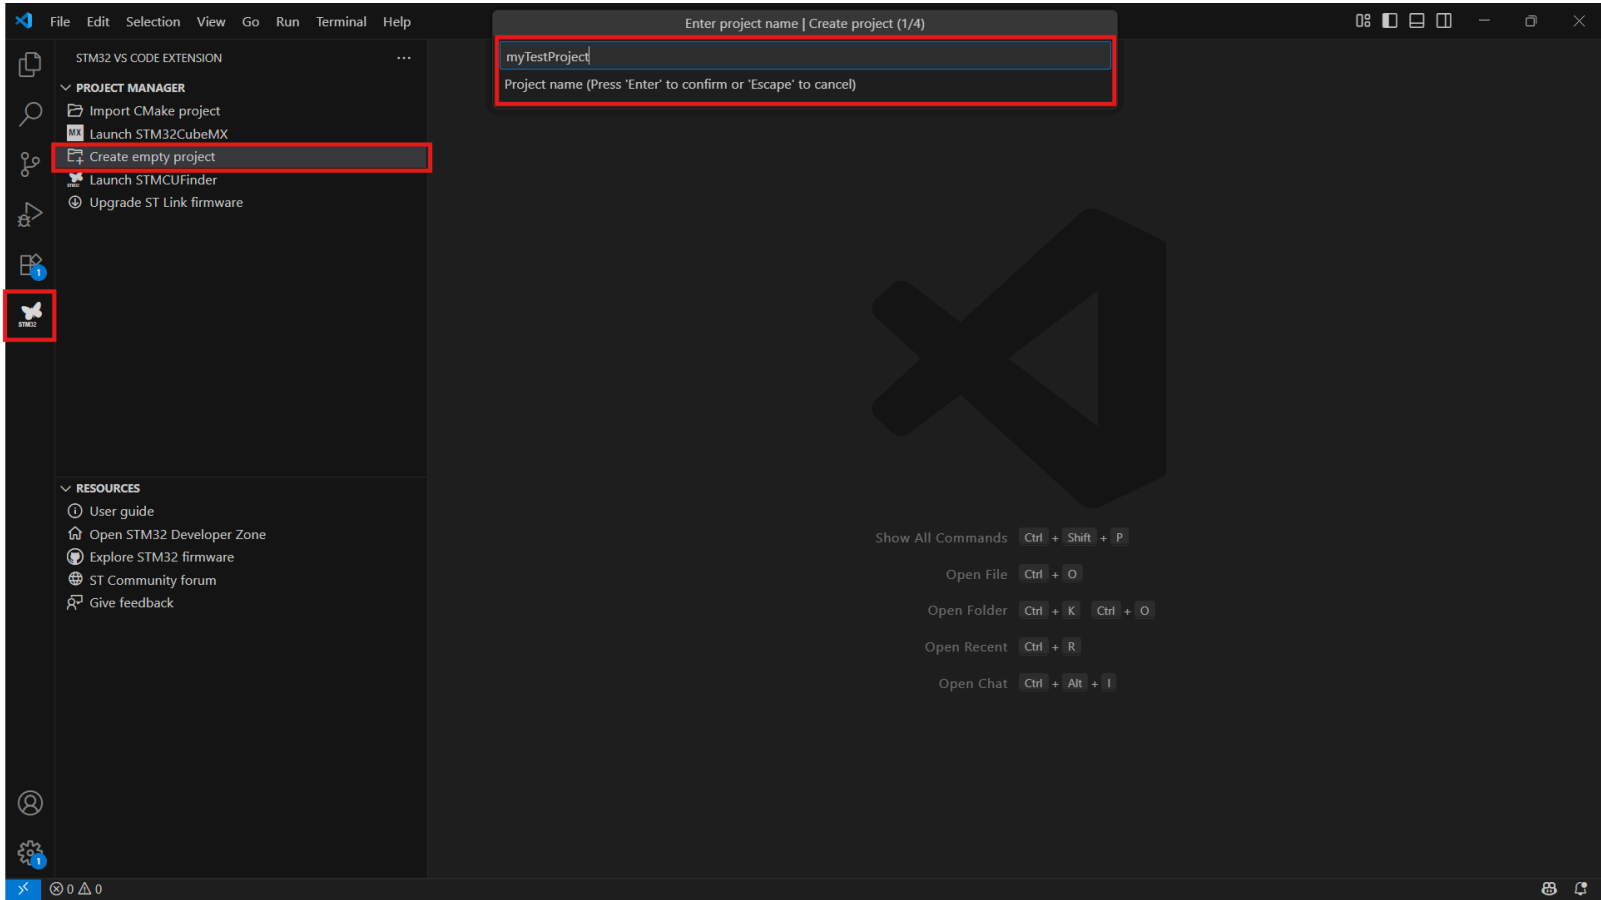 File Edit Selection View Go Run Terminal Help
Enter project name | Create project (1/4)
myTestProject
Project name (Press 'Enter' to confirm or 'Escape' to cancel)
STM32 VS CODE EXTENSION
PROJECT MANAGER
Import CMake project
MX Launch STM32CubeMX
Create empty project
Launch STMCUFinder
Upgrade ST Link firmware
1
STM32
RESOURCES
User guide
Open STM32 Developer Zone
Explore STM32 firmware
ST Community forum
Give feedback
Show All Commands Ctrl + Shift + P
Open File Ctrl + O
Open Folder Ctrl + K Ctrl + O
Open Recent Ctrl + R
Open Chat Ctrl + Alt + I
1
0 0